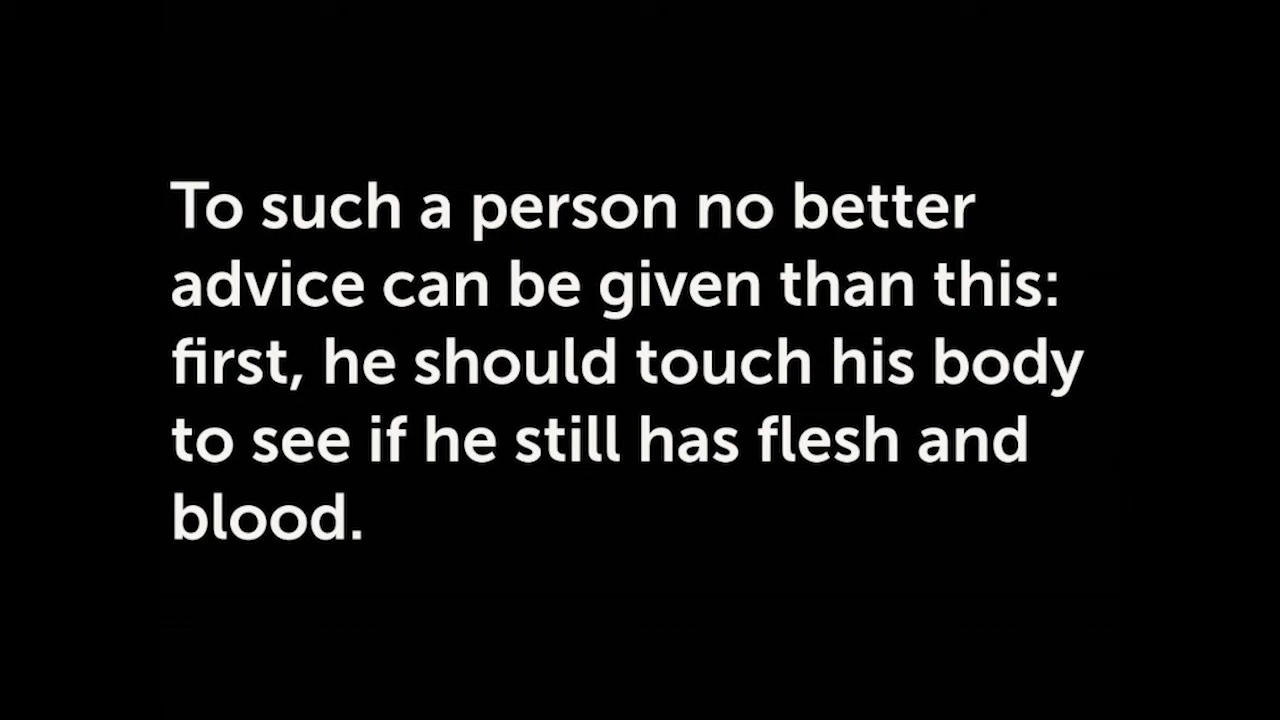 To such a person no better
advice can be given than this:
first, he should touch his body
to see if he still has flesh and
blood.